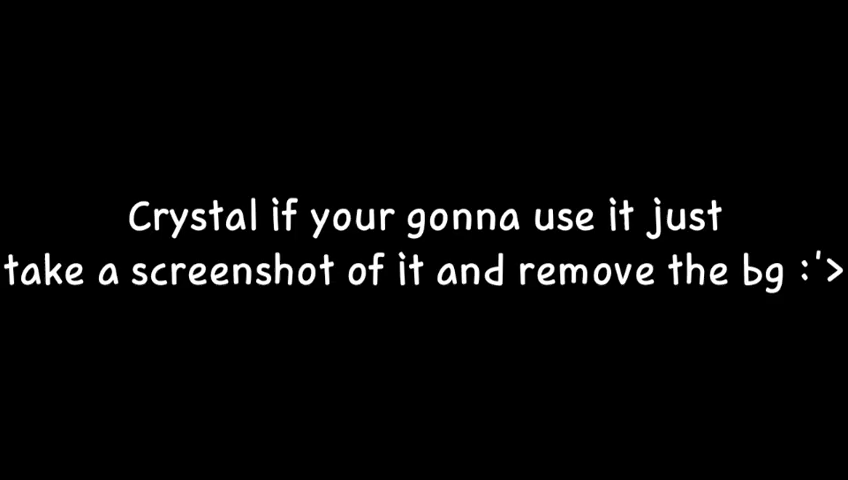 Crystal if your gonna use it just
take a screenshot of it and remove the bg :'>